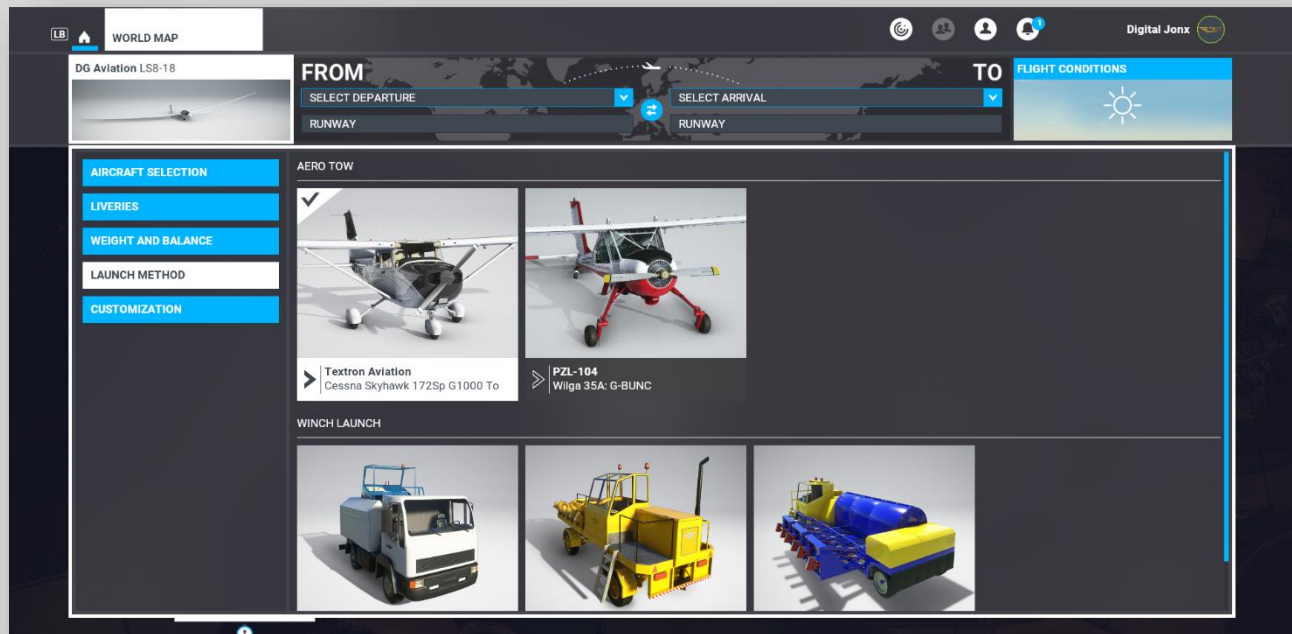 LB
WORLD MAP
1
Digital Jonx
DG Aviation LS8-18
FROM
TO
SELECT DEPARTURE
SELECT ARRIVAL
RUNWAY
RUNWAY
FLIGHT CONDITIONS
AIRCRAFT SELECTION
LIVERIES
WEIGHT AND BALANCE
LAUNCH METHOD
CUSTOMIZATION
AERO TOW
Textron Aviation
Cessna Skyhawk 172Sp G1000 To
PZL-104
Wilga 35A: G-BUNC
WINCH LAUNCH